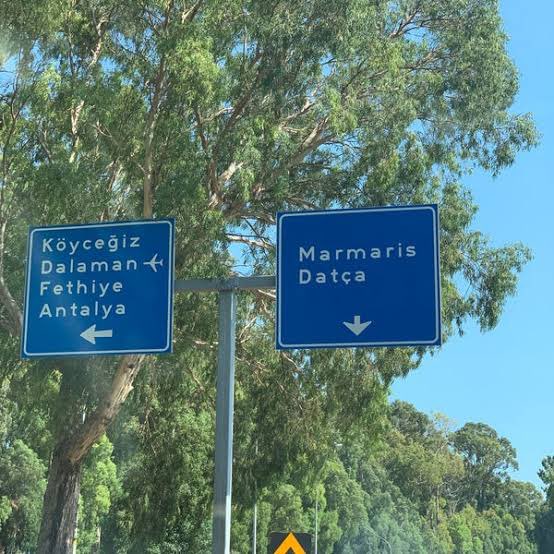 Köyceğiz
Dalaman
Fethiye
Antalya
Marmaris
Datça